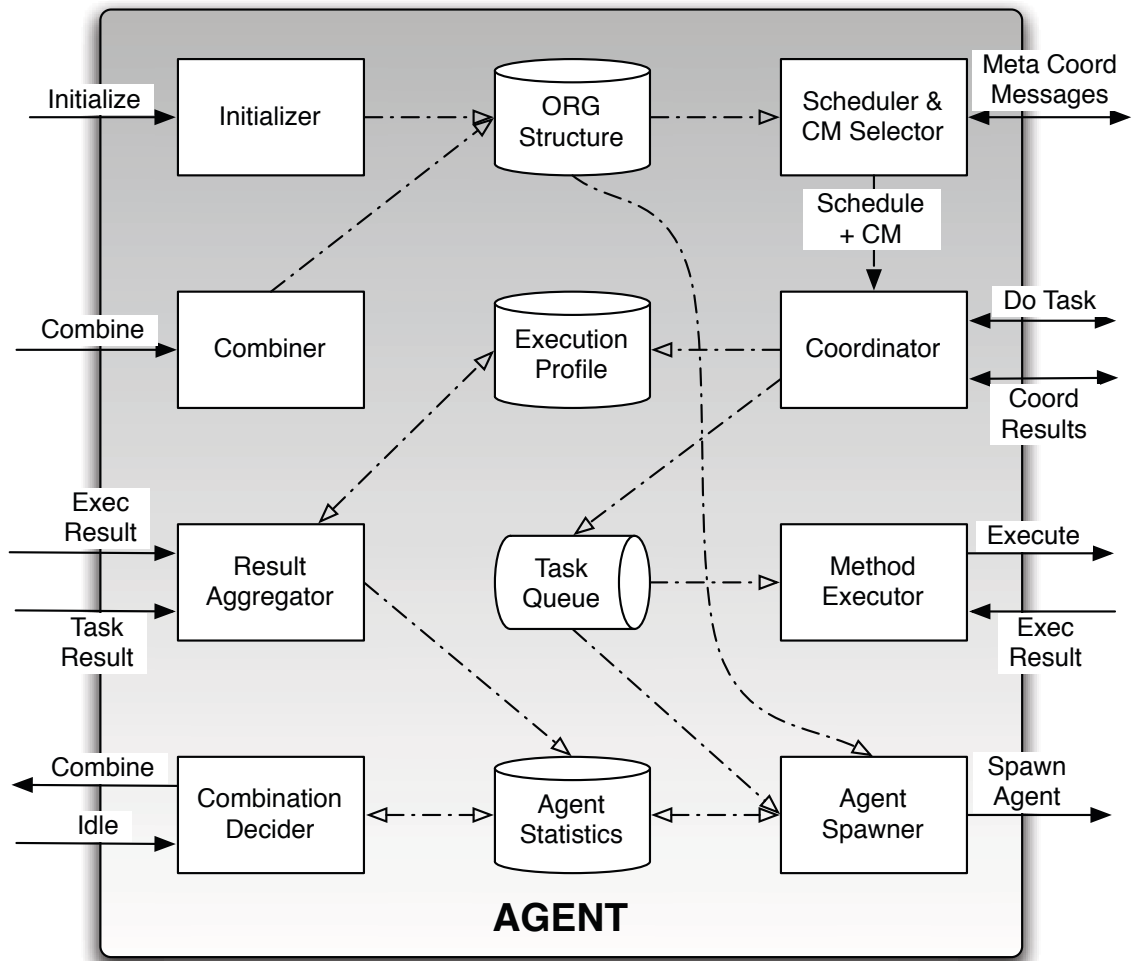 Initialize
Initializer
ORG
Structure
Scheduler &
CM Selector
Meta Coord
Messages
Schedule
+ CM
Combine
Combiner
Execution
Profile
Coordinator
Do Task
Coord
Results
Exec
Result
Task
Result
Result
Aggregator
Task
Queue
Method
Executor
Execute
Exec
Result
Combine
Idle
Combination
Decider
Agent
Statistics
Agent
Spawner
Spawn
Agent
AGENT